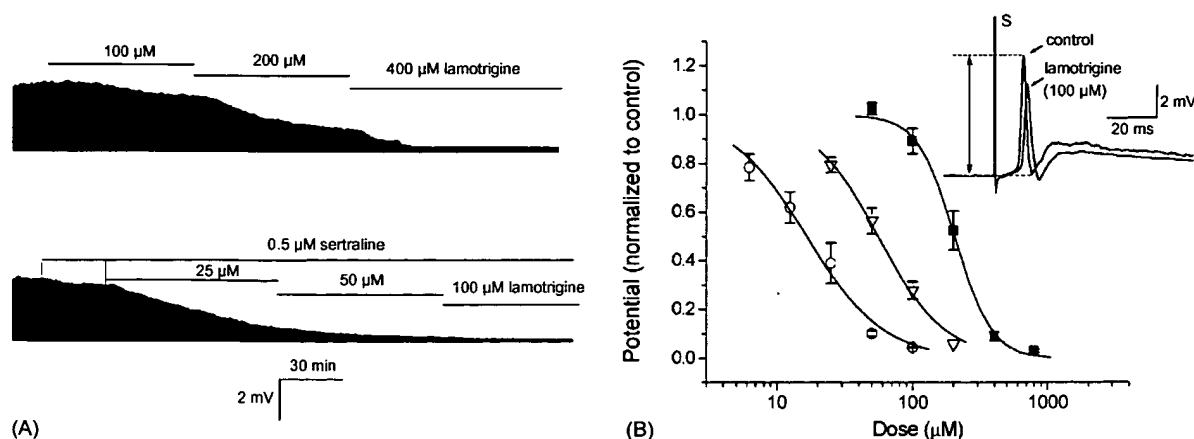 100 µM
200 µM
400 µM lamotrigine
0.5 µM sertraline
25 µM
50 µM
100 µM lamotrigine
30 min
2 mV
(A)
S
control
lamotrigine
(100 µM)
2 mV
20 ms
Potential (normalized to control)
1.2
1.0
0.8
0.6
0.4
0.2
0.0
10
100
1000
Dose (µM)
(B)